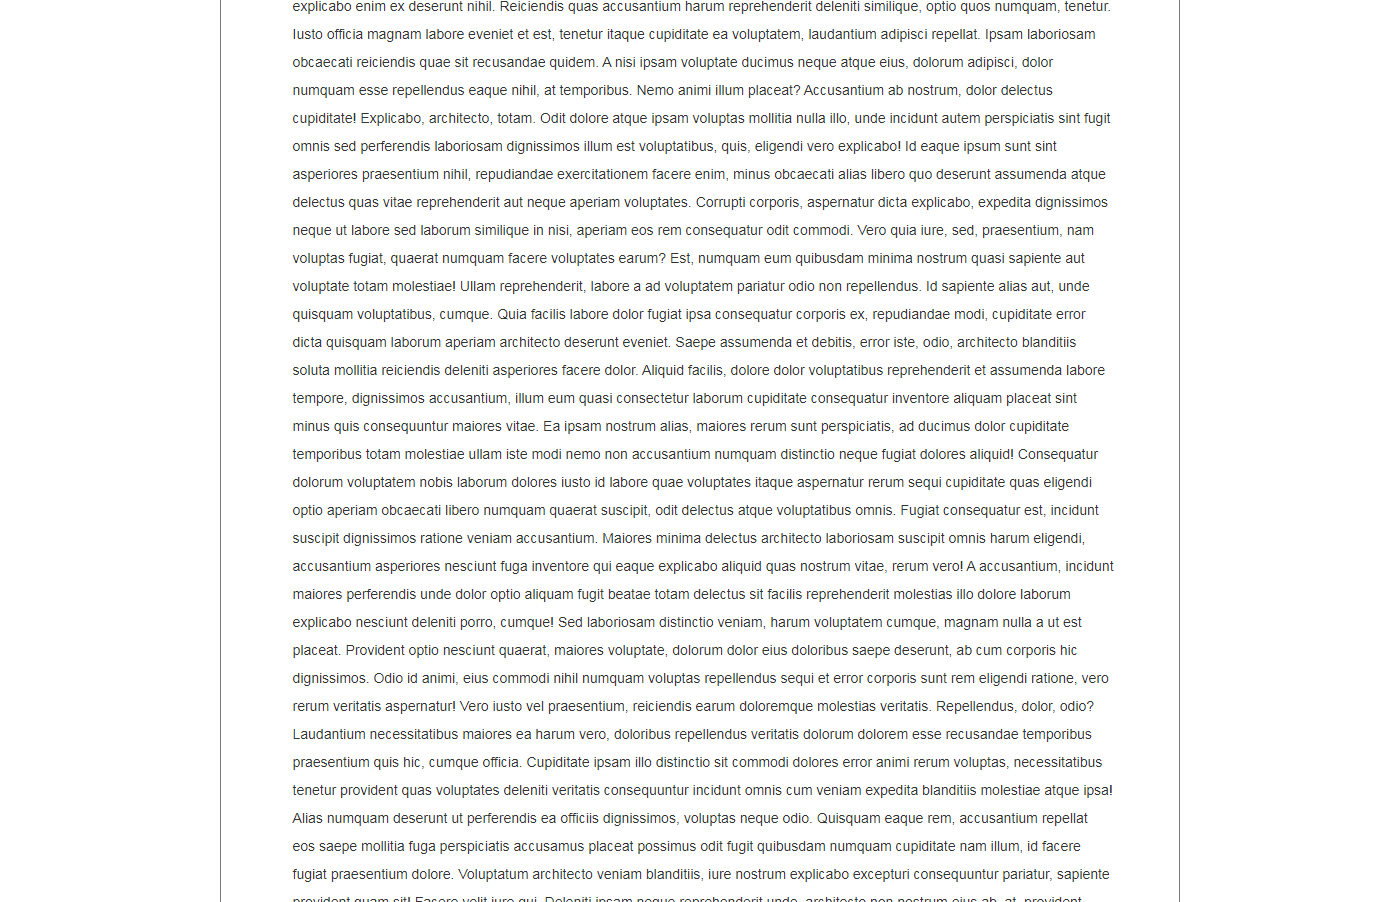 explicabo enim ex deserunt nihil. Reiciendis quas accusantium harum reprehenderit deleniti similique, optio quos numquam, tenetur.
Iusto officia magnam labore eveniet et est, tenetur itaque cupiditate ea voluptatem, laudantium adipisci repellat. Ipsam laboriosam
obcaecati reiciendis quae sit recusandae quidem. A nisi ipsam voluptate ducimus neque atque eius, dolorum adipisci, dolor
numquam esse repellendus eaque nihil, at temporibus. Nemo animi illum placeat? Accusantium ab nostrum, dolor delectus
cupiditate! Explicabo, architecto, totam. Odit dolore atque ipsam voluptas mollitia nulla illo, unde incidunt autem perspiciatis sint fugit
omnis sed perferendis laboriosam dignissimos illum est voluptatibus, quis, eligendi vero explicabo! Id eaque ipsum sunt sint
asperiores praesentium nihil, repudiandae exercitationem facere enim, minus obcaecati alias libero quo deserunt assumenda atque
delectus quas vitae reprehenderit aut neque aperiam voluptates. Corrupti corporis, aspernatur dicta explicabo, expedita dignissimos
neque ut labore sed laborum similique in nisi, aperiam eos rem consequatur odit commodi. Vero quia iure, sed, praesentium, nam
voluptas fugiat, quaerat numquam facere voluptates earum? Est, numquam eum quibusdam minima nostrum quasi sapiente aut
voluptate totam molestiae! Ullam reprehenderit, labore a ad voluptatem pariatur odio non repellendus. Id sapiente alias aut, unde
quisquam voluptatibus, cumque. Quia facilis labore dolor fugiat ipsa consequatur corporis ex, repudiandae modi, cupiditate error
dicta quisquam laborum aperiam architecto deserunt eveniet. Saepe assumenda et debitis, error iste, odio, architecto blanditiis
soluta mollitia reiciendis deleniti asperiores facere dolor. Aliquid facilis, dolore dolor voluptatibus reprehenderit et assumenda labore
tempore, dignissimos accusantium, illum eum quasi consectetur laborum cupiditate consequatur inventore aliquam placeat sint
minus quis consequuntur maiores vitae. Ea ipsam nostrum alias, maiores rerum sunt perspiciatis, ad ducimus dolor cupiditate
temporibus totam molestiae ullam iste modi nemo non accusantium numquam distinctio neque fugiat dolores aliquid! Consequatur
dolorum voluptatem nobis laborum dolores iusto id labore quae voluptates itaque aspernatur rerum sequi cupiditate quas eligendi
optio aperiam obcaecati libero numquam quaerat suscipit, odit delectus atque voluptatibus omnis. Fugiat consequatur est, incidunt
suscipit dignissimos ratione veniam accusantium. Maiores minima delectus architecto laboriosam suscipit omnis harum eligendi,
accusantium asperiores nesciunt fuga inventore qui eaque explicabo aliquid quas nostrum vitae, rerum vero! A accusantium, incidunt
maiores perferendis unde dolor optio aliquam fugit beatae totam delectus sit facilis reprehenderit molestias illo dolore laborum
explicabo nesciunt deleniti porro, cumque! Sed laboriosam distinctio veniam, harum voluptatem cumque, magnam nulla a ut est
placeat. Provident optio nesciunt quaerat, maiores voluptate, dolorum dolor eius doloribus saepe deserunt, ab cum corporis hic
dignissimos. Odio id animi, eius commodi nihil numquam voluptas repellendus sequi et error corporis sunt rem eligendi ratione, vero
rerum veritatis aspernatur! Vero iusto vel praesentium, reiciendis earum doloremque molestias veritatis. Repellendus, dolor, odio?
Laudantium necessitatibus maiores ea harum vero, doloribus repellendus veritatis dolorum dolorem esse recusandae temporibus
praesentium quis hic, cumque officia. Cupiditate ipsam illo distinctio sit commodi dolores error animi rerum voluptas, necessitatibus
tenetur provident quas voluptates deleniti veritatis consequuntur incidunt omnis cum veniam expedita blanditiis molestiae atque ipsa!
Alias numquam deserunt ut perferendis ea officiis dignissimos, voluptas neque odio. Quisquam eaque rem, accusantium repellat
eos saepe mollitia fuga perspiciatis accusamus placeat possimus odit fugit quibusdam numquam cupiditate nam illum, id facere
fugiat praesentium dolore. Voluptatum architecto veniam blanditiis, iure nostrum explicabo excepturi consequuntur pariatur, sapiente
provident quam sit! Facere velit iure qui. Deleniti ipsam neque reprehenderit unde, architecto non nostrum eius ab, at, provident